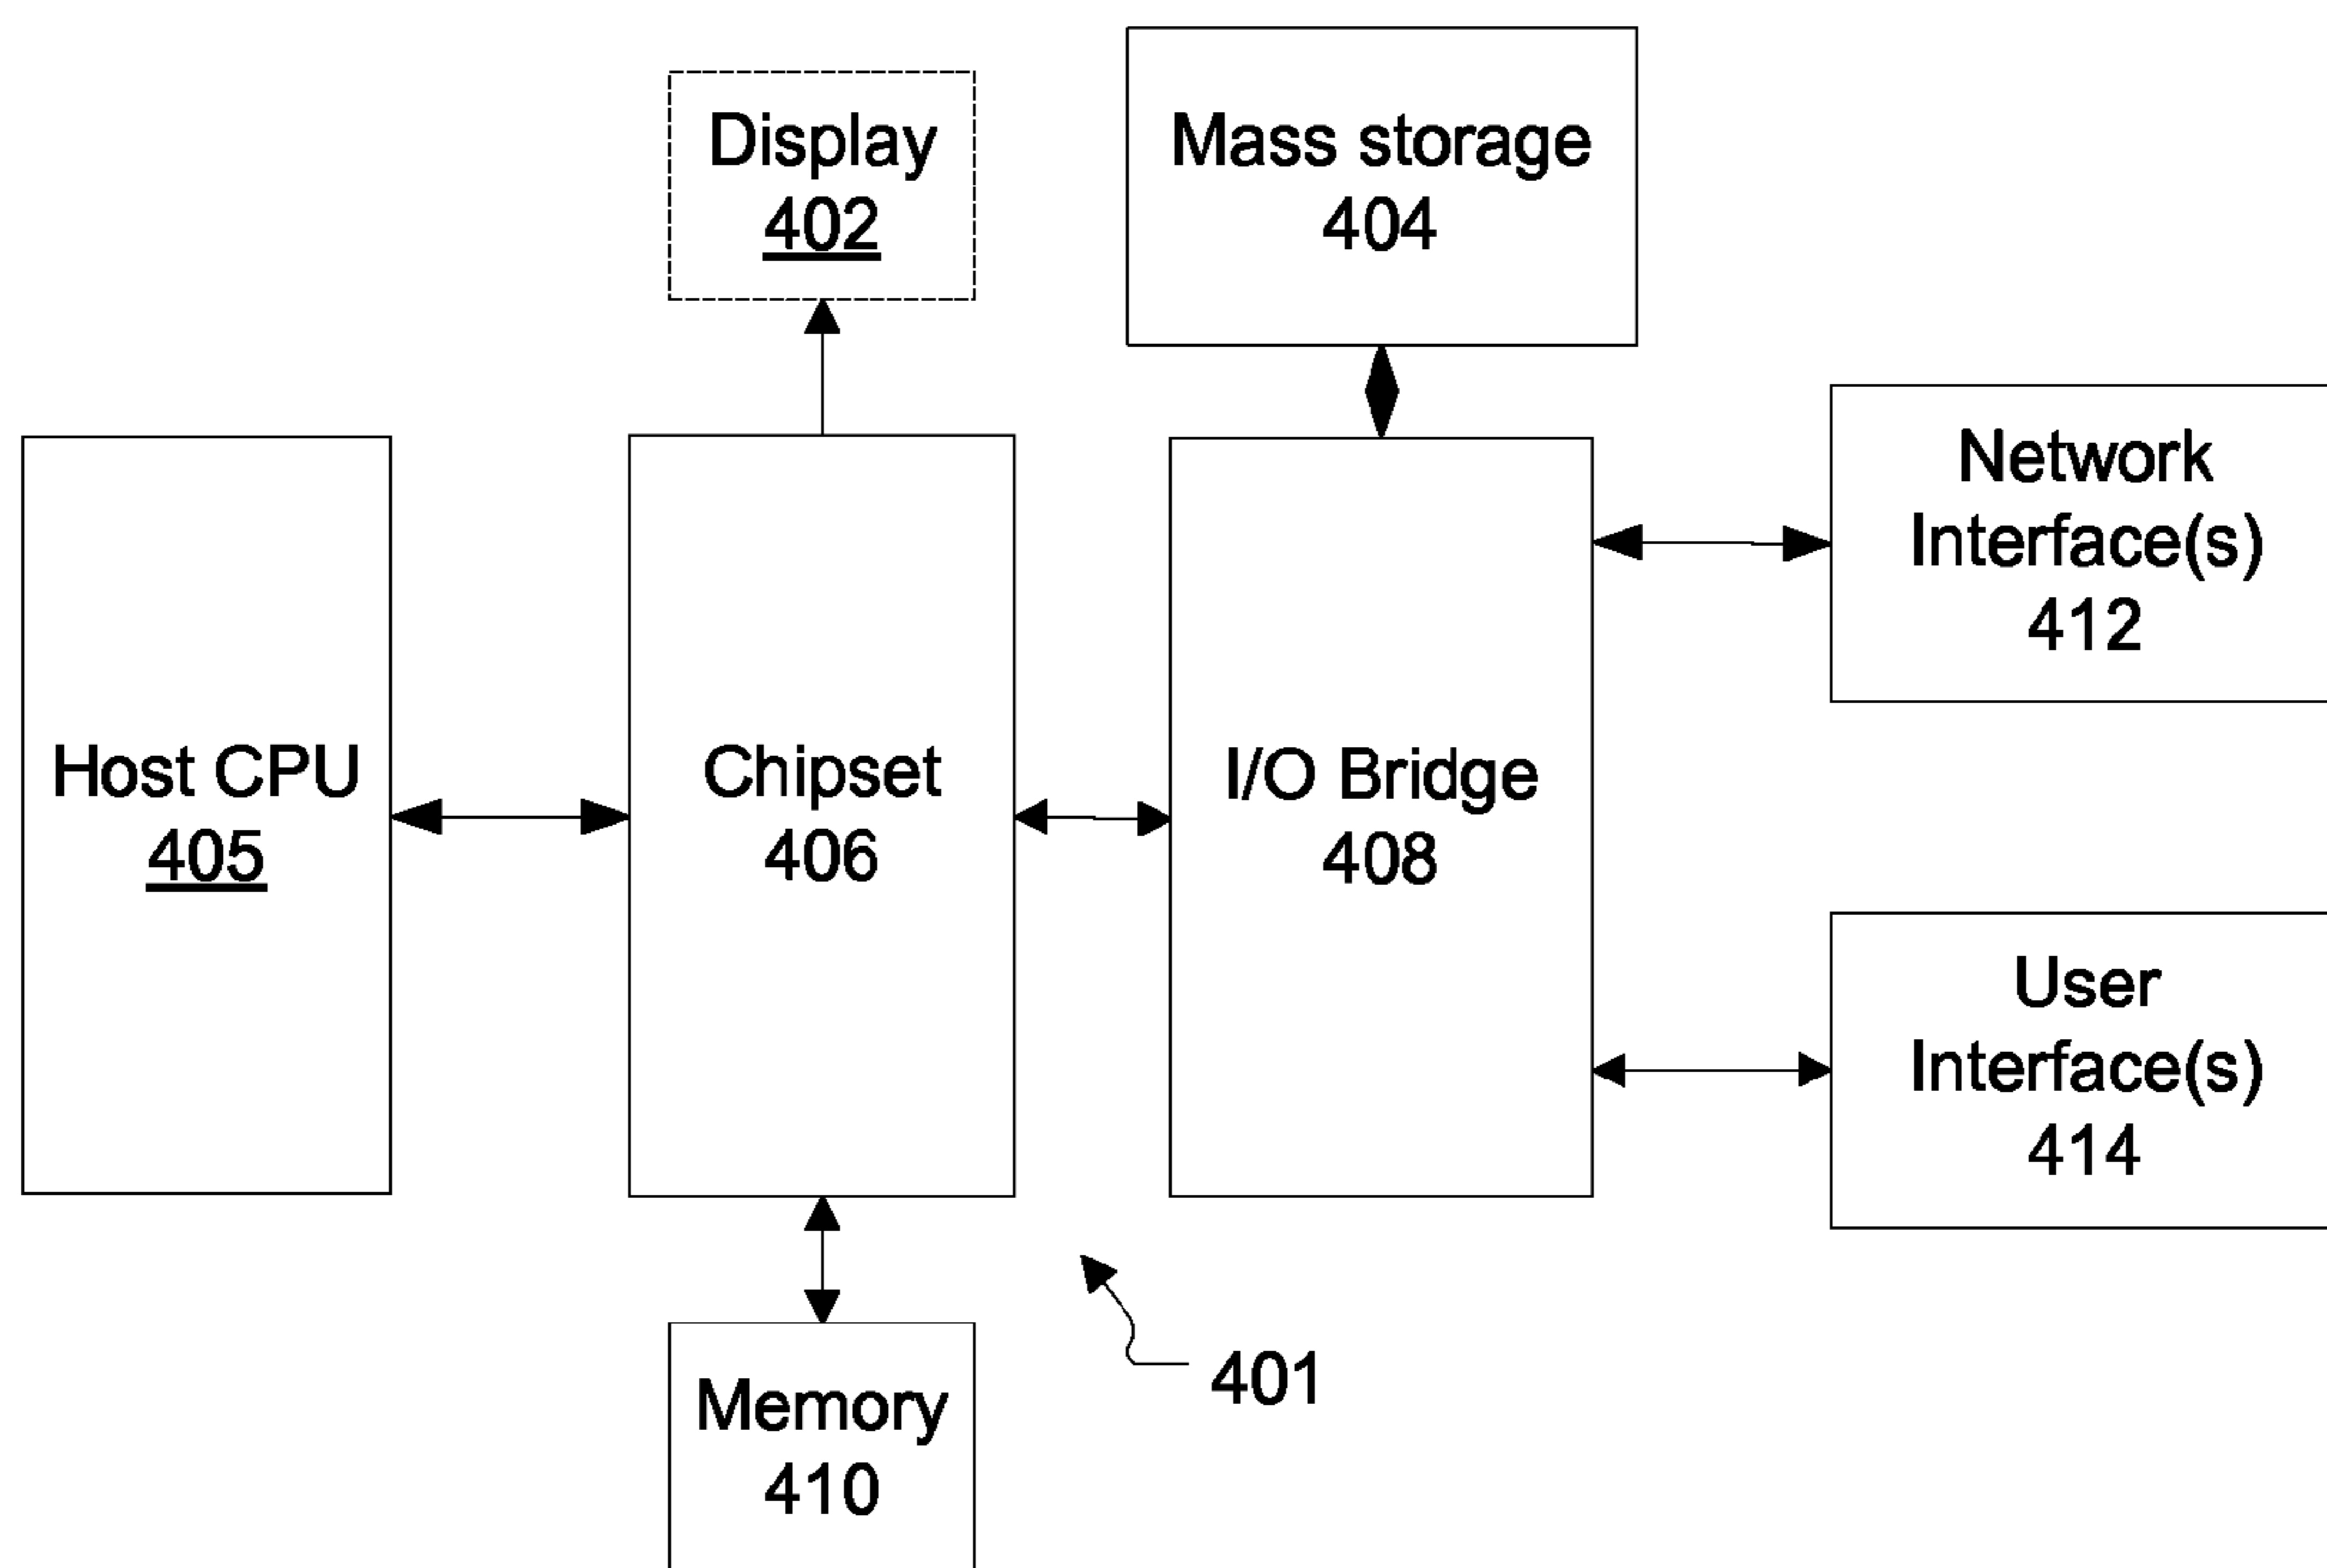 Display
402
Mass storage
404
Network
Interface(s)
412
Host CPU
405
Chipset
406
I/O Bridge
408
User
Interface(s)
414
401
Memory
410